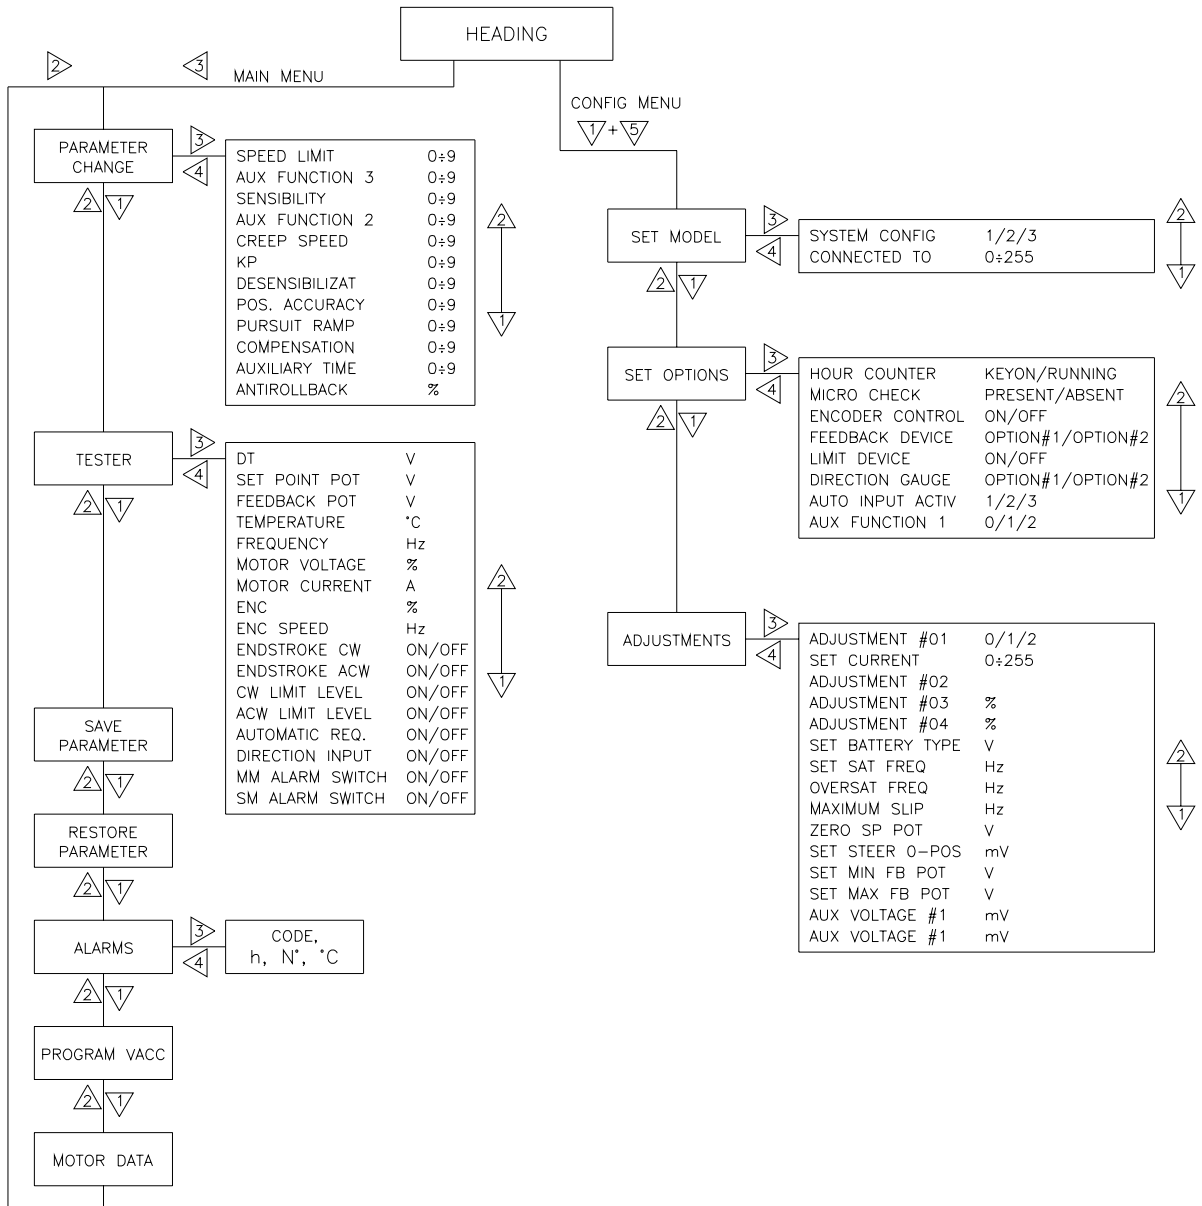 HEADING
2
3
MAIN MENU
CONFIG MENU
1 + 5
PARAMETER
CHANGE
3
4
2 1
SPEED LIMIT 0÷9
AUX FUNCTION 3 0÷9
SENSIBILITY 0÷9
AUX FUNCTION 2 0÷9
CREEP SPEED 0÷9
KP 0÷9
DESENSIBILIZAT 0÷9
POS. ACCURACY 0÷9
PURSUIT RAMP 0÷9
COMPENSATION 0÷9
AUXILIARY TIME 0÷9
ANTIROLLBACK %
2
1
TESTER
3
4
2 1
DT V
SET POINT POT V
FEEDBACK POT V
TEMPERATURE °C
FREQUENCY Hz
MOTOR VOLTAGE %
MOTOR CURRENT A
ENC %
ENC SPEED Hz
ENDSTROKE CW ON/OFF
ENDSTROKE ACW ON/OFF
CW LIMIT LEVEL ON/OFF
ACW LIMIT LEVEL ON/OFF
AUTOMATIC REQ. ON/OFF
DIRECTION INPUT ON/OFF
MM ALARM SWITCH ON/OFF
SM ALARM SWITCH ON/OFF
2
1
SAVE
PARAMETER
2 1
RESTORE
PARAMETER
2 1
ALARMS
3
4
CODE,
h, N°, °C
2 1
PROGRAM VACC
2 1
MOTOR DATA
SET MODEL
3
4
2 1
SYSTEM CONFIG 1/2/3
CONNECTED TO 0÷255
2
1
SET OPTIONS
3
4
2 1
HOUR COUNTER KEYON/RUNNING
MICRO CHECK PRESENT/ABSENT
ENCODER CONTROL ON/OFF
FEEDBACK DEVICE OPTION#1/OPTION#2
LIMIT DEVICE ON/OFF
DIRECTION GAUGE OPTION#1/OPTION#2
AUTO INPUT ACTIV 1/2/3
AUX FUNCTION 1 0/1/2
2
1
ADJUSTMENTS
3
4
ADJUSTMENT #01 0/1/2
SET CURRENT 0÷255
ADJUSTMENT #02
ADJUSTMENT #03 %
ADJUSTMENT #04 %
SET BATTERY TYPE V
SET SAT FREQ Hz
OVERSAT FREQ Hz
MAXIMUM SLIP Hz
ZERO SP POT V
SET STEER 0-POS mV
SET MIN FB POT V
SET MAX FB POT V
AUX VOLTAGE #1 mV
AUX VOLTAGE #1 mV
2
1